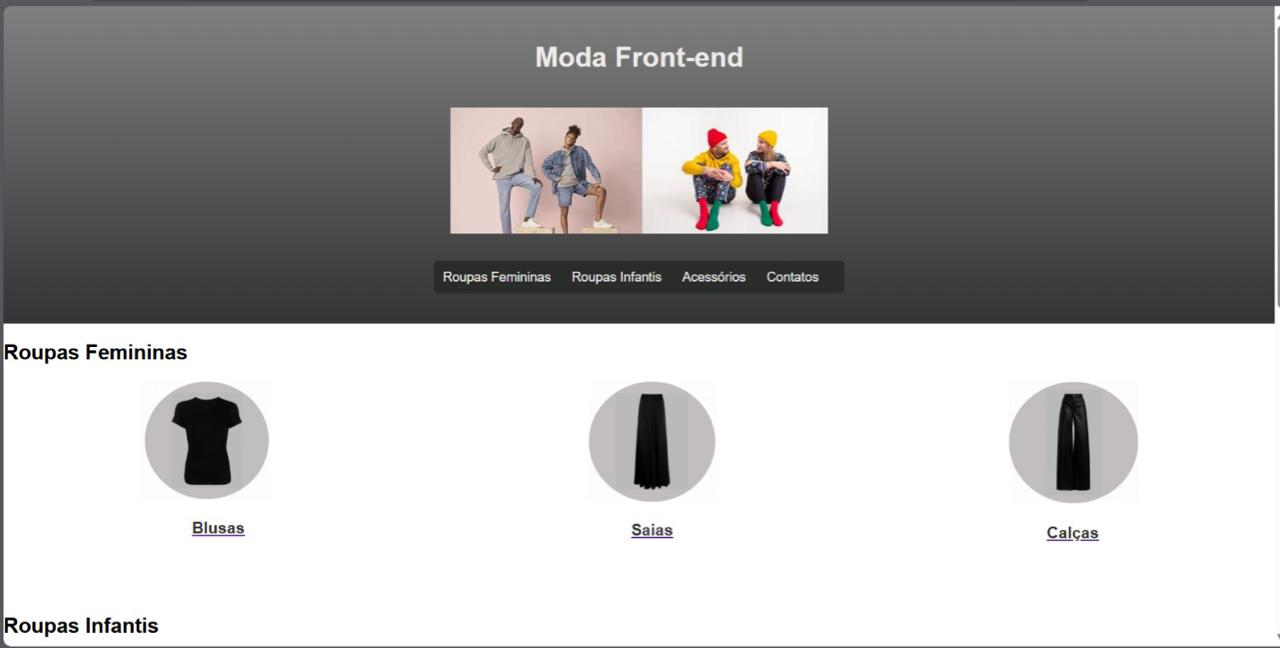 Moda Front-end
Roupas Femininas Roupas Infantis Acessórios Contatos
Roupas Femininas
Blusas Saias Calças
Roupas Infantis